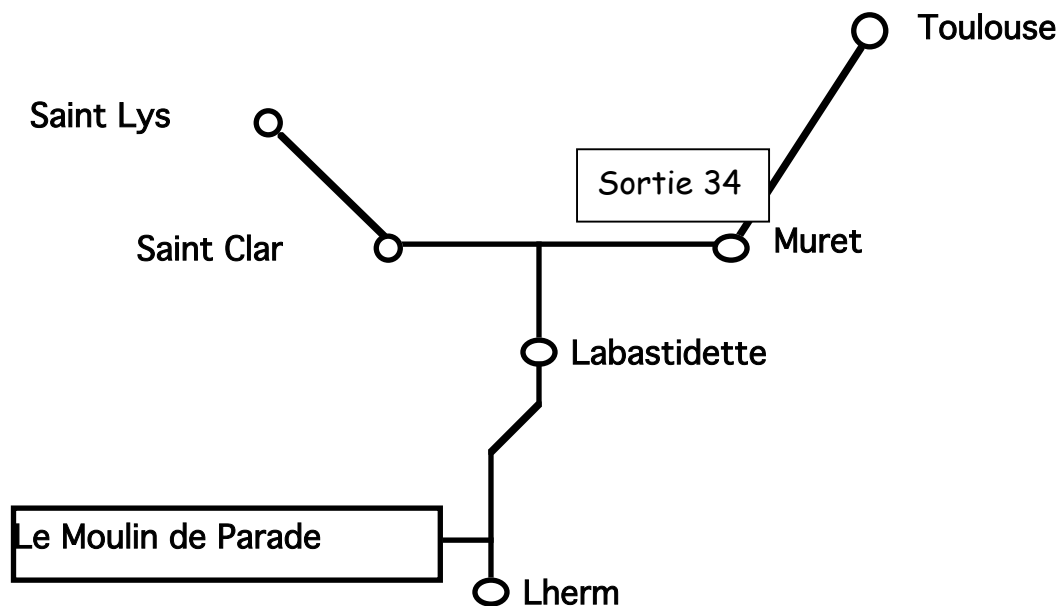 Toulouse
Saint Lys
Sortie 34
Saint Clar
Muret
Labastidette
Le Moulin de Parade
Lherm